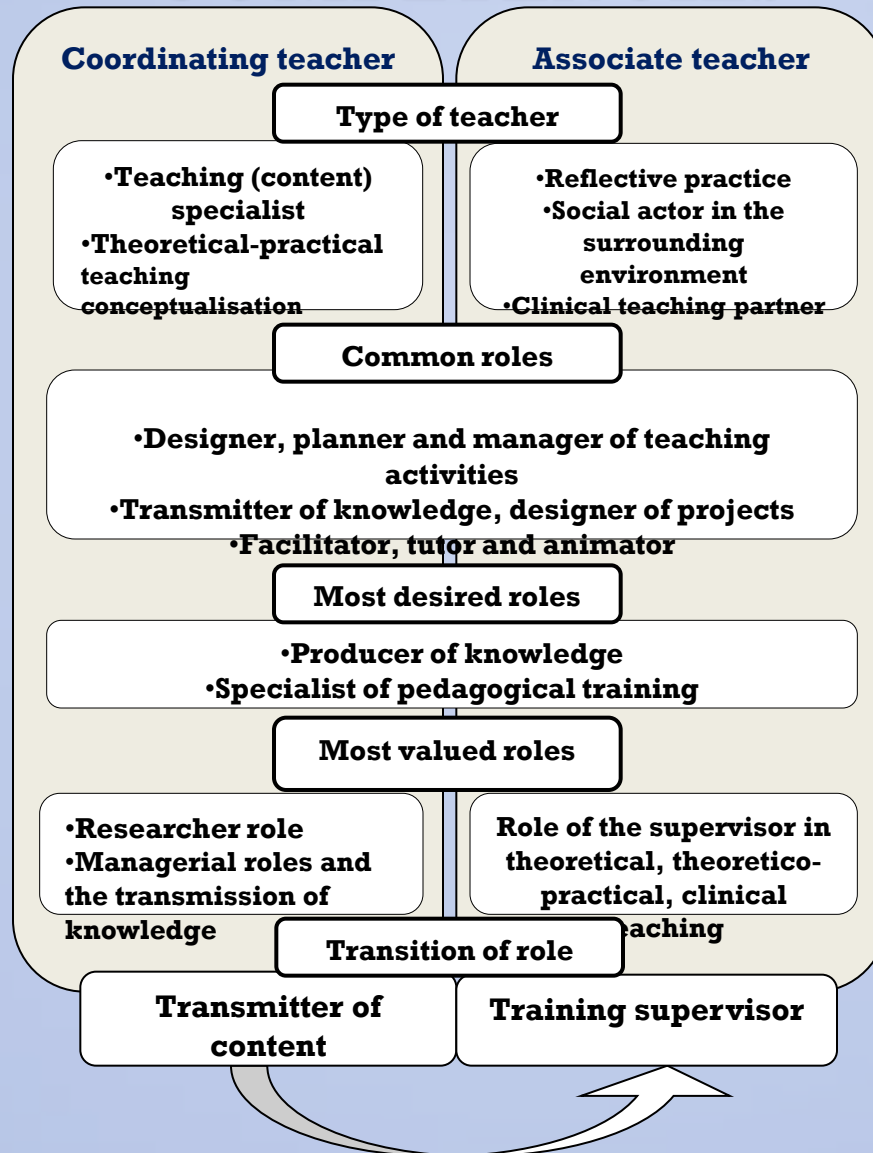 Coordinating teacher
Associate teacher
Type of teacher
•Teaching (content)
specialist
•Theoretical-practical
teaching
conceptualisation
•Reflective practice
•Social actor in the
surrounding
environment
•Clinical teaching partner
Common roles
•Designer, planner and manager of teaching
activities
•Transmitter of knowledge, designer of projects
•Facilitator, tutor and animator
Most desired roles
•Producer of knowledge
•Specialist of pedagogical training
Most valued roles
•Researcher role
•Managerial roles and
the transmission of
knowledge
Role of the supervisor in
theoretical, theoretico-
practical, clinical
eaching
Transition of role
Transmitter of
content
Training supervisor